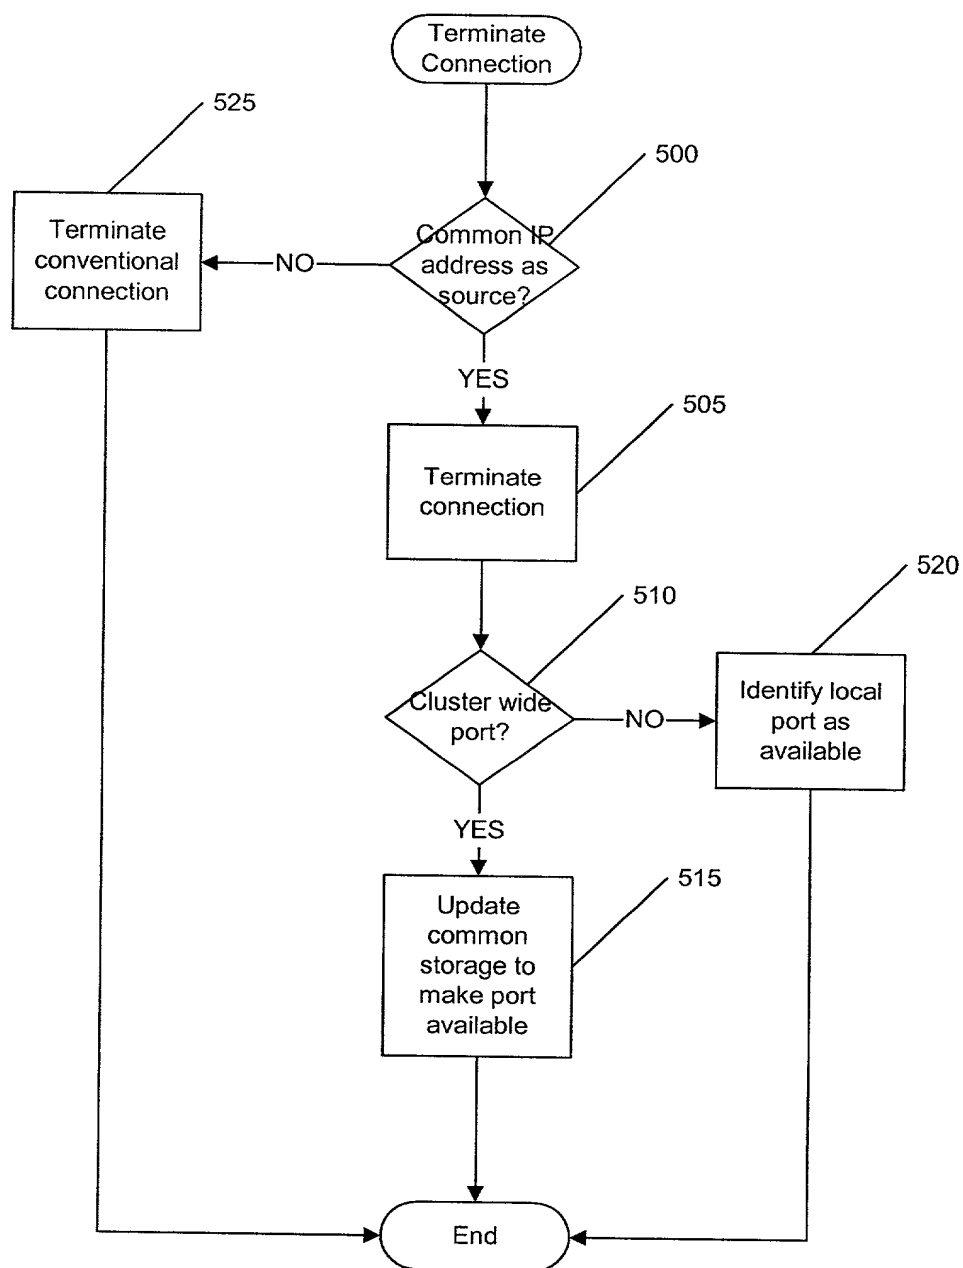 Terminate
Connection
525
500
Terminate
conventional
connection
NO
Common IP
address as
source?
YES
505
Terminate
connection
520
510
Cluster wide
port?
NO
Identify local
port as
available
YES
515
Update
common
storage to
make port
available
End